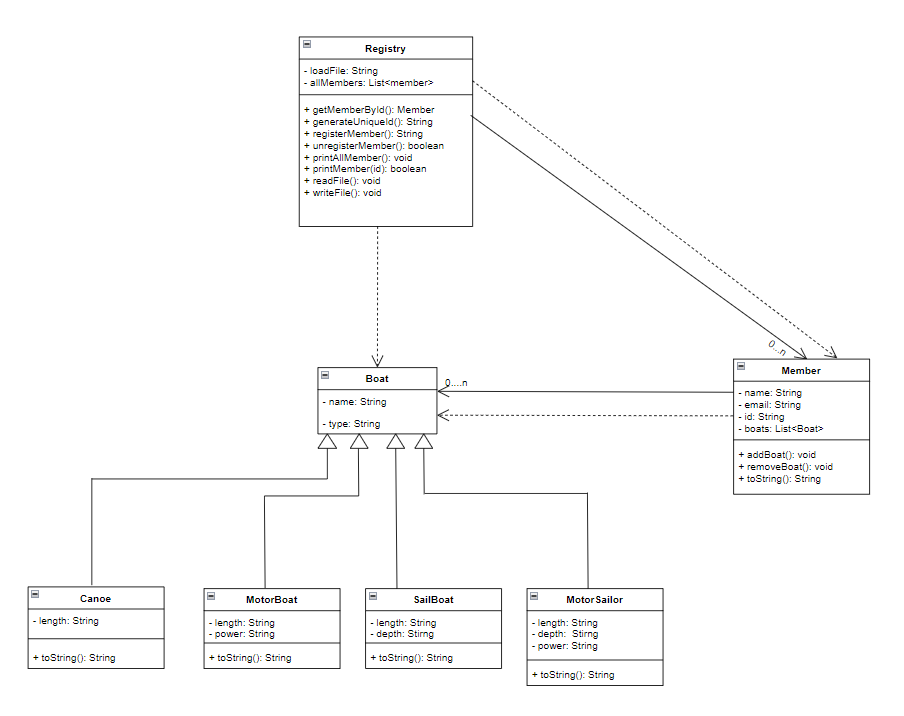 Registry
- loadFile: String
- allMembers: List<member>
+ getMemberById(): Member
+ generateUniqueId(): String
+ registerMember(): String
+ unregisterMember(): boolean
+ printAllMember(): void
+ printMember(id): boolean
+ readFile(): void
+ writeFile(): void
0...n
Boat
- name: String
- type: String
0....n
Member
- name: String
- email: String
- id: String
- boats: List<Boat>
+ addBoat(): void
+ removeBoat(): void
+ toString(): String
Canoe
- length: String
+ toString(): String
MotorBoat
- length: String
- power: String
+ toString(): String
SailBoat
- length: String
- depth: Stirng
+ toString(): String
MotorSailor
- length: String
- depth:  Stirng
- power: String
+ toString(): String